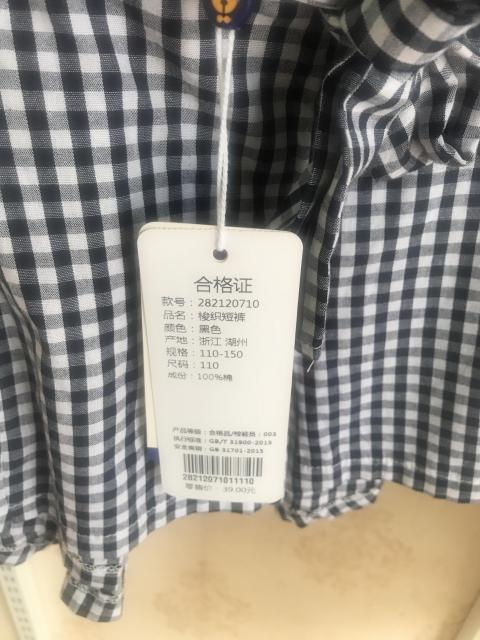 合格证
款号：282120710
品名：梭织短裤
颜色：黑色
产地：浙江 湖州
规格：110-150
尺码：110
成份：100%棉
产品等级：合格品/检验员：003
执行标准：GB/T 31900-2015
安全类别：GB 31701-2015
28212071011110
零售价：39.00元